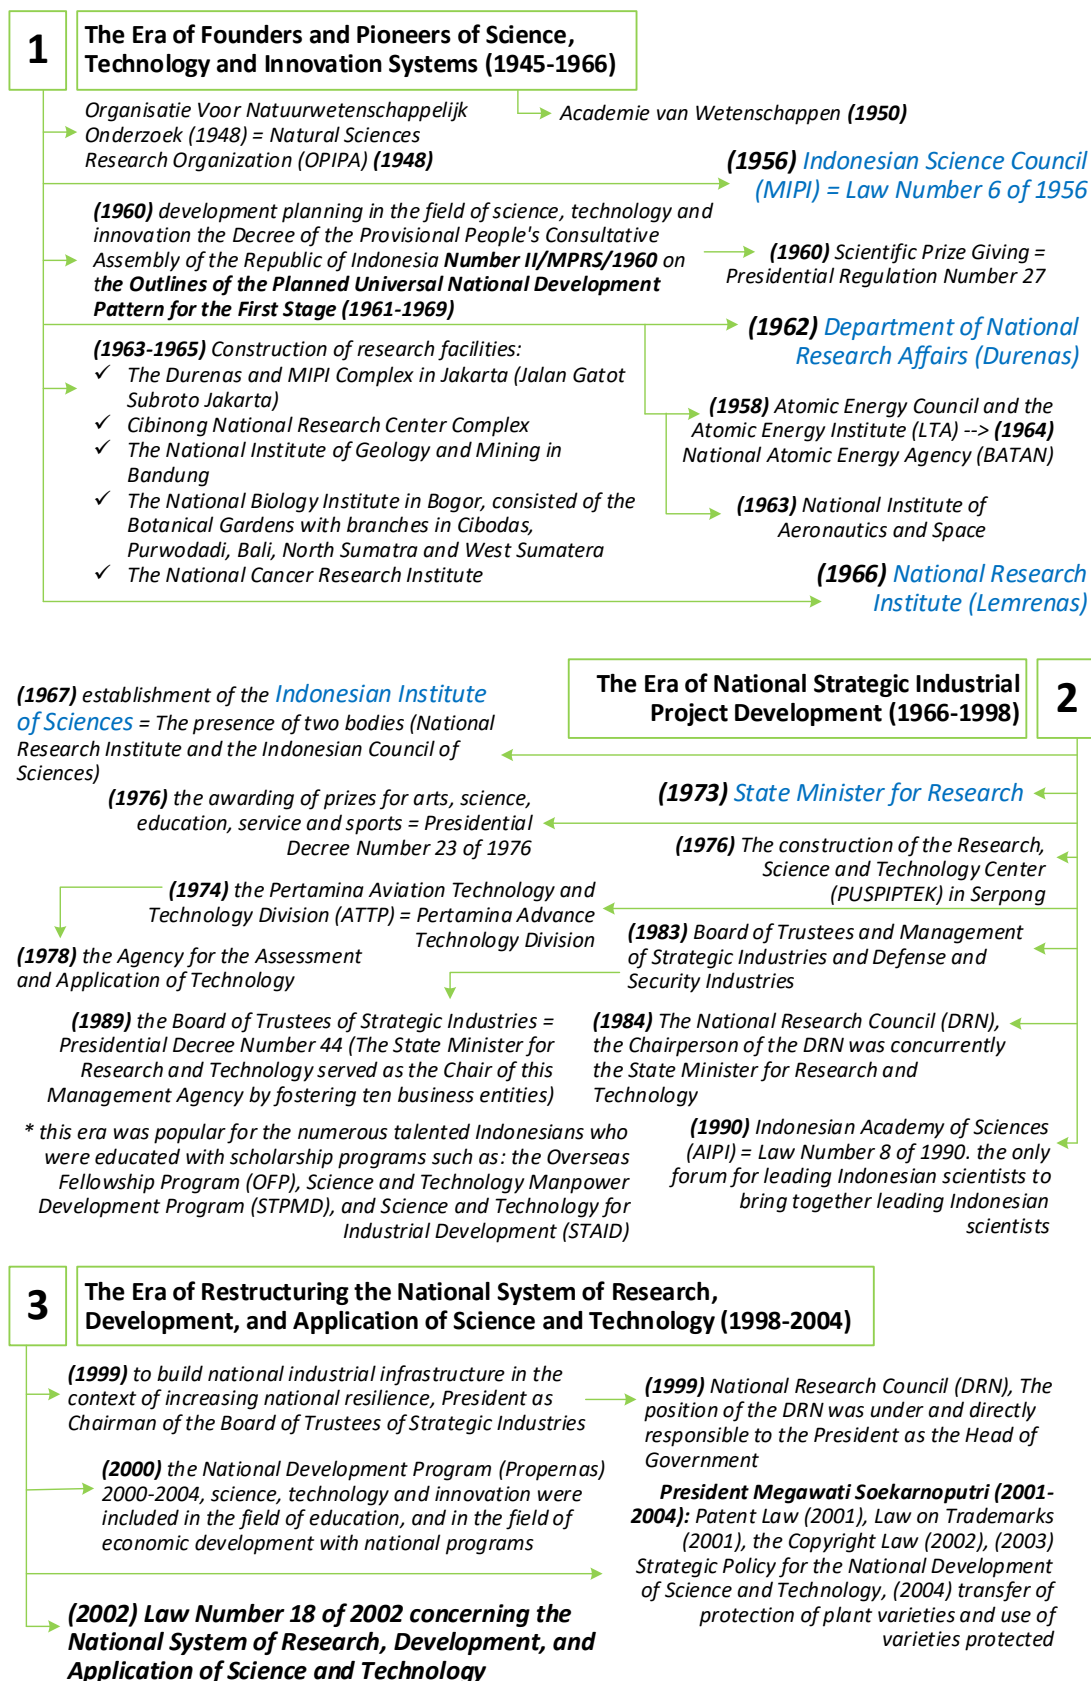 1
The Era of Founders and Pioneers of Science,
Technology and Innovation Systems (1945-1966)
Organisatie Voor Natuurwetenschappelijk
Onderzoek (1948) = Natural Sciences
Research Organization (OPIPA) (1948)
Academie van Wetenschappen (1950)
(1956) Indonesian Science Council
(MIPI) = Law Number 6 of 1956
(1960) development planning in the field of science, technology and
innovation the Decree of the Provisional People's Consultative
Assembly of the Republic of Indonesia Number II/MPRS/1960 on
the Outlines of the Planned Universal National Development
Pattern for the First Stage (1961-1969)
(1960) Scientific Prize Giving =
Presidential Regulation Number 27
(1962) Department of National
Research Affairs (Durenas)
(1963-1965) Construction of research facilities:
✓ The Durenas and MIPI Complex in Jakarta (Jalan Gatot
Subroto Jakarta)
✓ Cibinong National Research Center Complex
✓ The National Institute of Geology and Mining in
Bandung
✓ The National Biology Institute in Bogor, consisted of the
Botanical Gardens with branches in Cibodas,
Purwodadi, Bali, North Sumatra and West Sumatera
✓ The National Cancer Research Institute
(1958) Atomic Energy Council and the
Atomic Energy Institute (LTA) --> (1964)
National Atomic Energy Agency (BATAN)
(1963) National Institute of
Aeronautics and Space
(1966) National Research
Institute (Lemrenas)
The Era of National Strategic Industrial
Project Development (1966-1998)
2
(1967) establishment of the Indonesian Institute
of Sciences = The presence of two bodies (National
Research Institute and the Indonesian Council of
Sciences)
(1973) State Minister for Research
(1976) the awarding of prizes for arts, science,
education, service and sports = Presidential
Decree Number 23 of 1976
(1976) The construction of the Research,
Science and Technology Center
(PUSPIPTEK) in Serpong
(1974) the Pertamina Aviation Technology and
Technology Division (ATTP) = Pertamina Advance
Technology Division
(1978) the Agency for the Assessment
and Application of Technology
(1983) Board of Trustees and Management
of Strategic Industries and Defense and
Security Industries
(1989) the Board of Trustees of Strategic Industries =
Presidential Decree Number 44 (The State Minister for
Research and Technology served as the Chair of this
Management Agency by fostering ten business entities)
(1984) The National Research Council (DRN),
the Chairperson of the DRN was concurrently
the State Minister for Research and
Technology
* this era was popular for the numerous talented Indonesians who
were educated with scholarship programs such as: the Overseas
Fellowship Program (OFP), Science and Technology Manpower
Development Program (STPMD), and Science and Technology for
Industrial Development (STAID)
(1990) Indonesian Academy of Sciences
(AIPI) = Law Number 8 of 1990. the only
forum for leading Indonesian scientists to
bring together leading Indonesian
scientists
3
The Era of Restructuring the National System of Research,
Development, and Application of Science and Technology (1998-2004)
(1999) to build national industrial infrastructure in the
context of increasing national resilience, President as
Chairman of the Board of Trustees of Strategic Industries
(1999) National Research Council (DRN), The
position of the DRN was under and directly
responsible to the President as the Head of
Government
(2000) the National Development Program (Propernas)
2000-2004, science, technology and innovation were
included in the field of education, and in the field of
economic development with national programs
President Megawati Soekarnoputri (2001-
2004): Patent Law (2001), Law on Trademarks
(2001), the Copyright Law (2002), (2003)
Strategic Policy for the National Development
of Science and Technology, (2004) transfer of
protection of plant varieties and use of
varieties protected
(2002) Law Number 18 of 2002 concerning the
National System of Research, Development, and
Application of Science and Technology